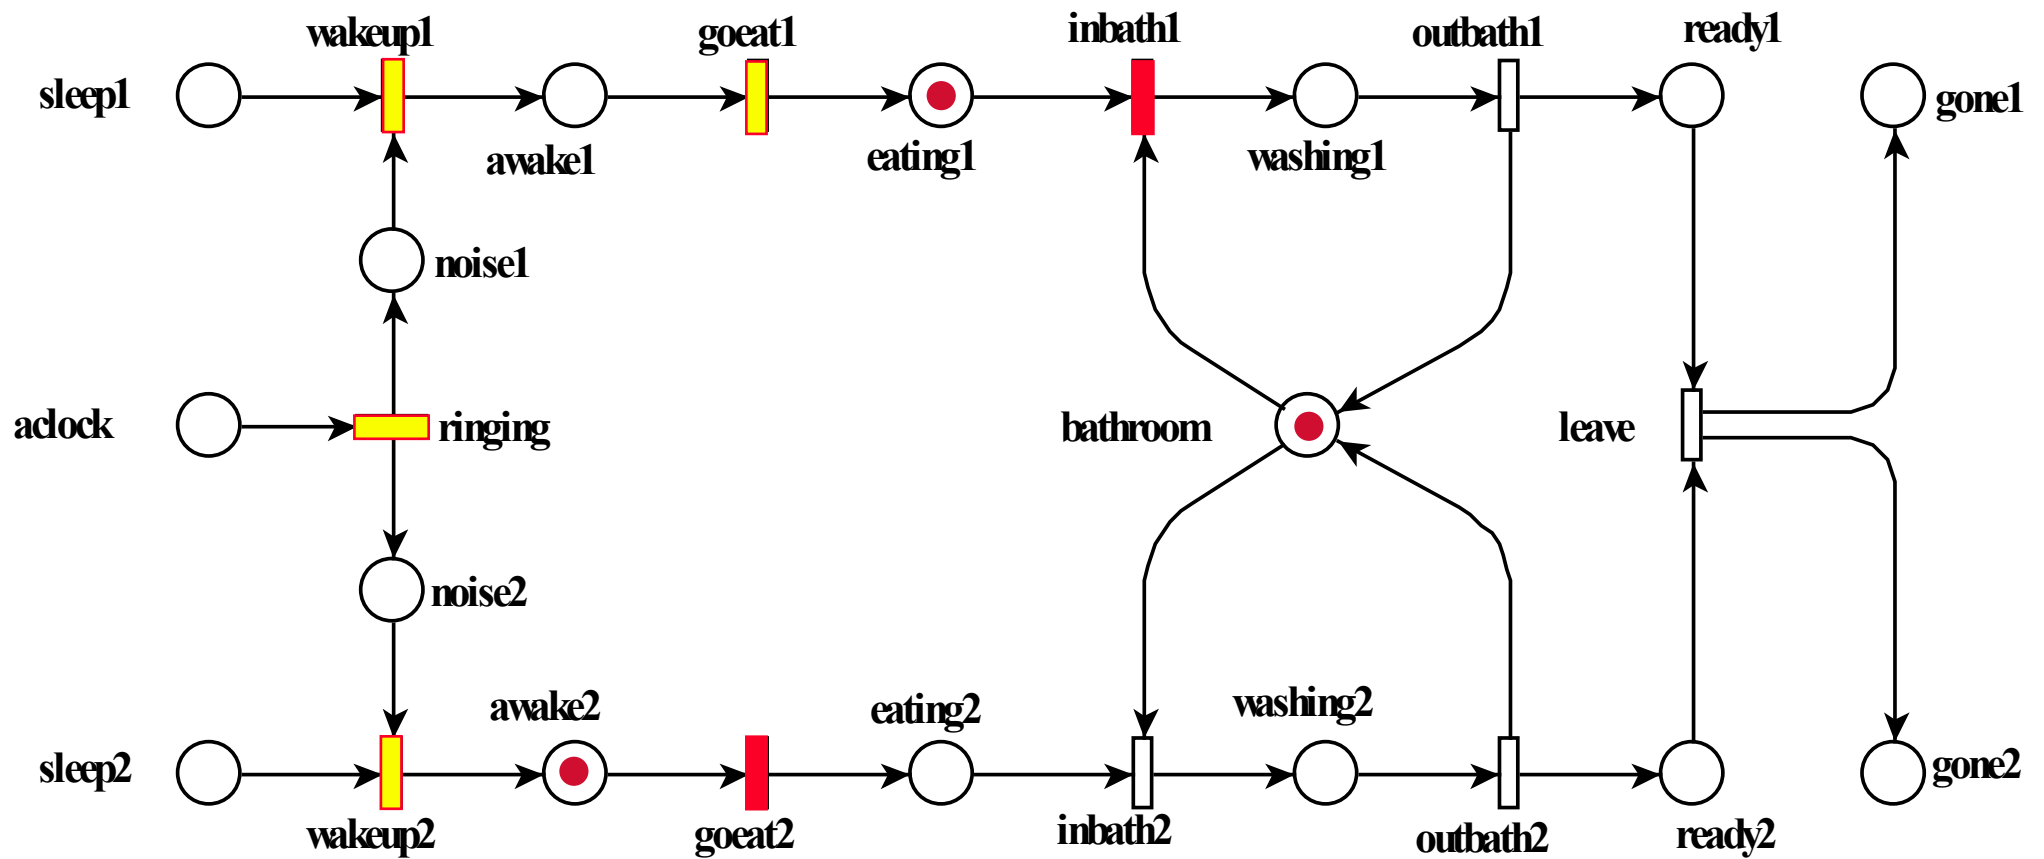 wakeup1
goeat1
inbath1
outbath1
ready1
sleep1
gone1
awake1
eating1
washing1
noise1
aclock
ringing
bathroom
leave
noise2
awake2
eating2
washing2
sleep2
gone2
wakeup2
goeat2
inbath2
outbath2
ready2